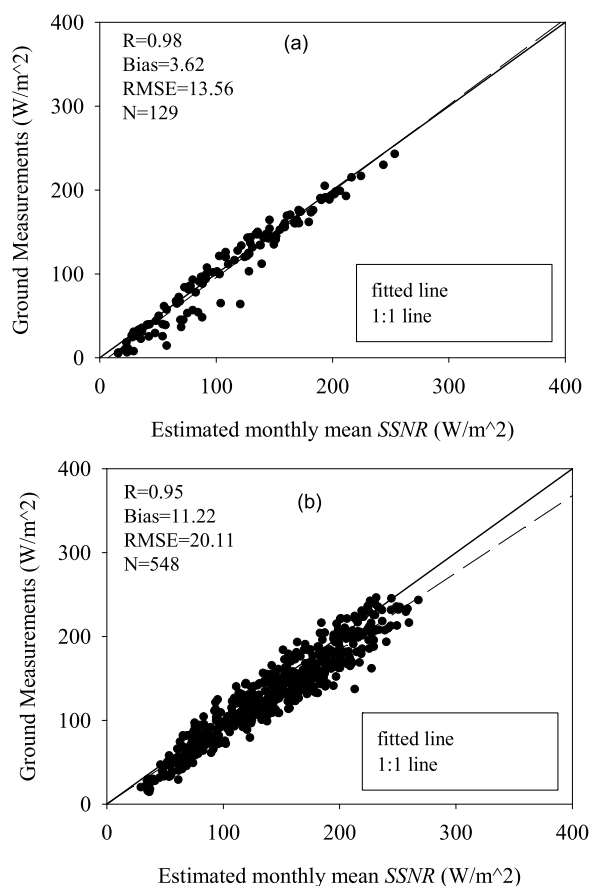 R=0.98
Bias=3.62
RMSE=13.56
N=129
(a)
400
300
200
100
0
Ground Measurements (W/m^2)
fitted line
1:1 line
0 100 200 300 400
Estimated monthly mean SSNR (W/m^2)
R=0.95
Bias=11.22
RMSE=20.11
N=548
(b)
400
300
200
100
0
Ground Measurements (W/m^2)
fitted line
1:1 line
0 100 200 300 400
Estimated monthly mean SSNR (W/m^2)